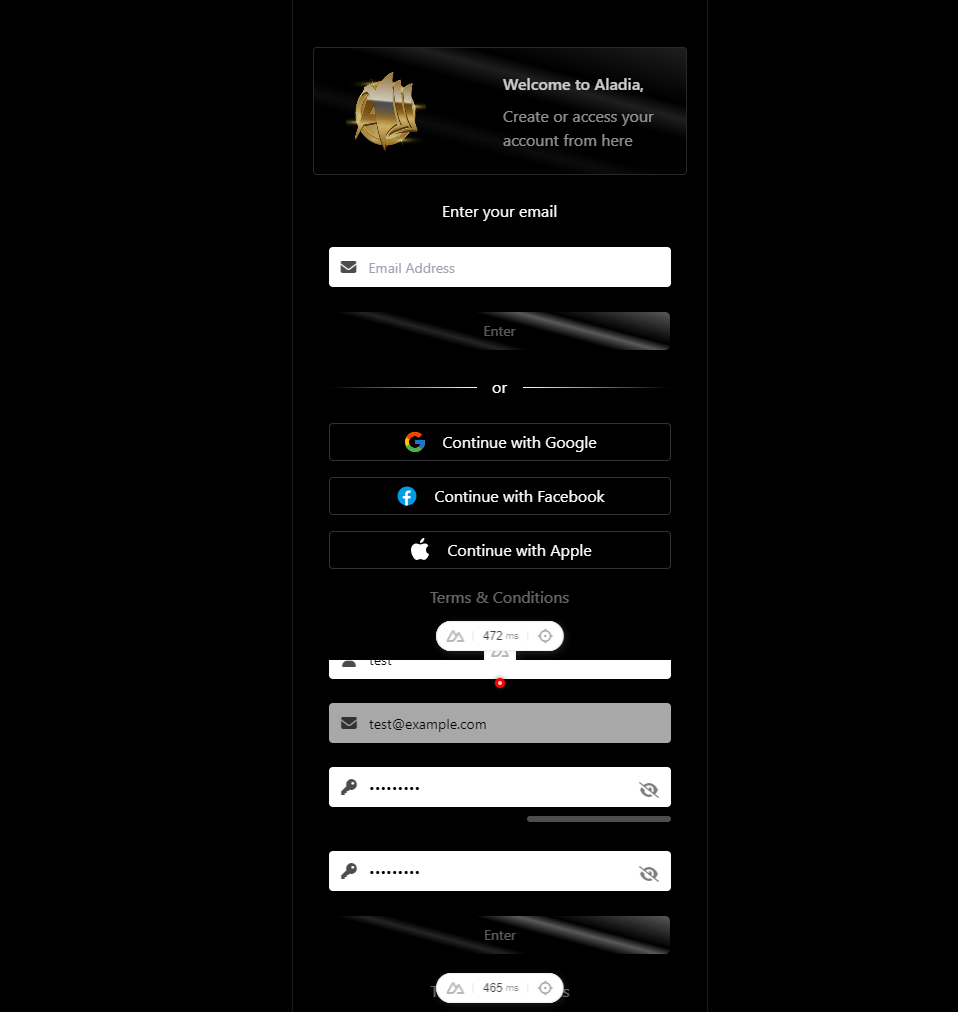 Welcome to Aladia,
Create or access your
account from here
Enter your email
Email Address
Enter
or
Continue with Google
Continue with Facebook
Continue with Apple
Terms & Conditions
472 ms
test
test@example.com
•••••••••
•••••••••
Enter
465 ms